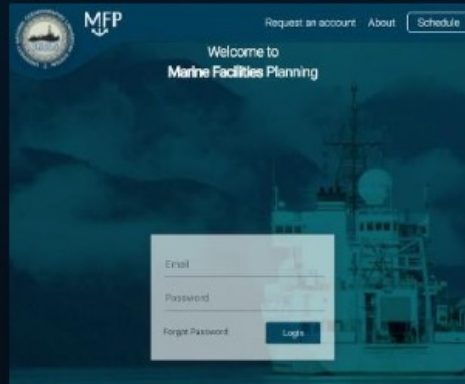 MFP
Request an account About Schedule
Welcome to
Marine Facilities Planning
Email
Password
Forgot Password
Login